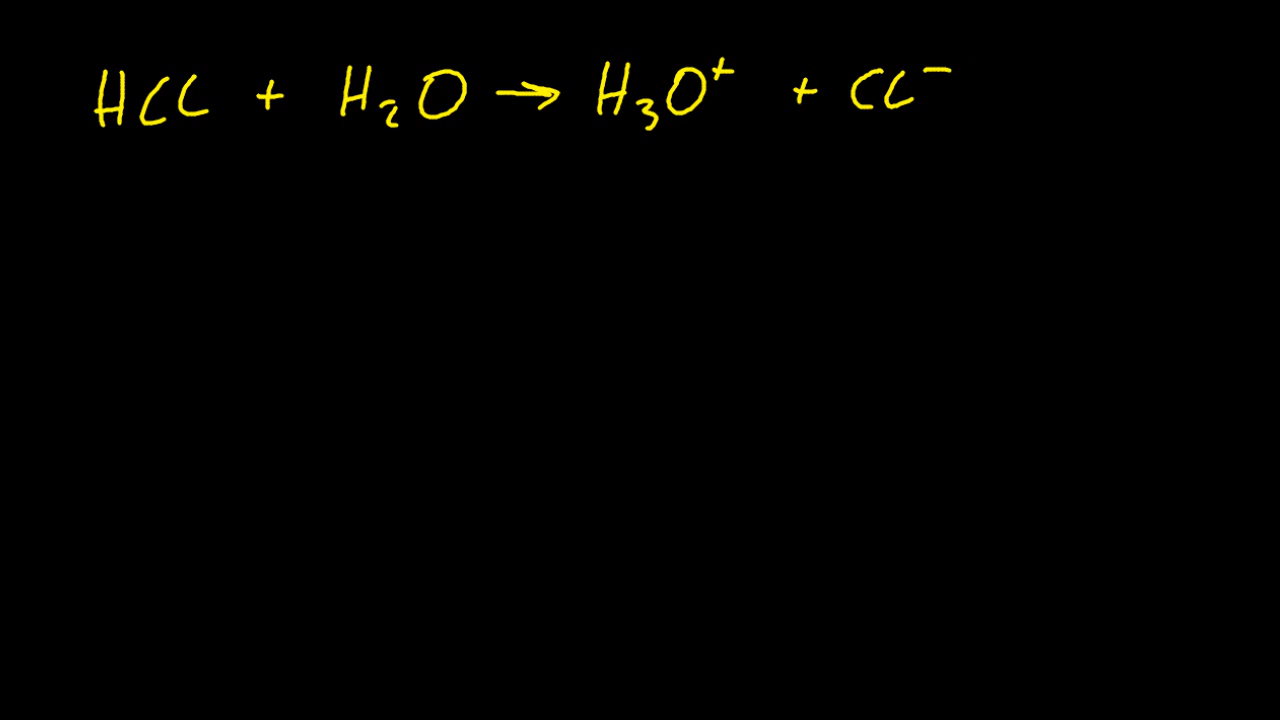 HCl + H₂O → H₃O⁺ + Cl⁻